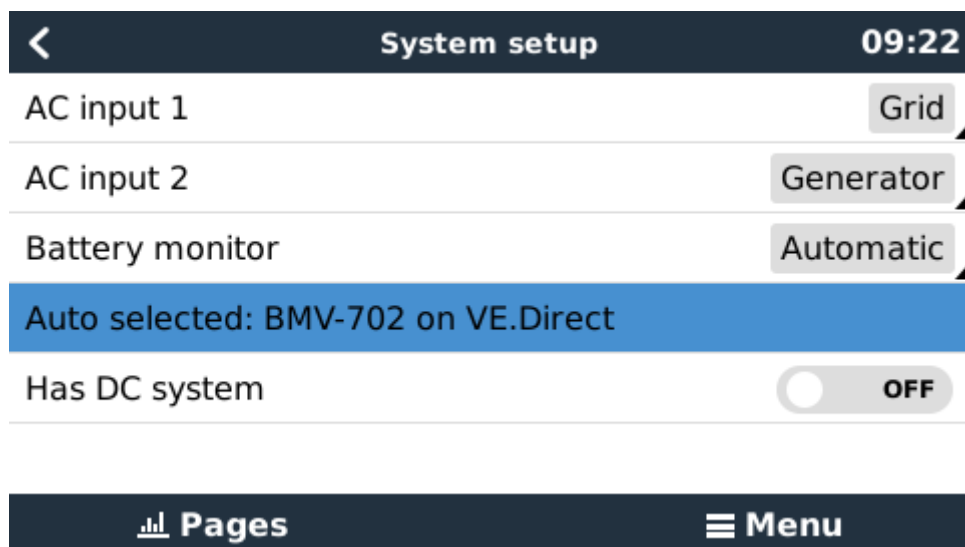 System setup 09:22
AC input 1 Grid
AC input 2 Generator
Battery monitor Automatic
Auto selected: BMV-702 on VE.Direct
Has DC system OFF
Pages Menu